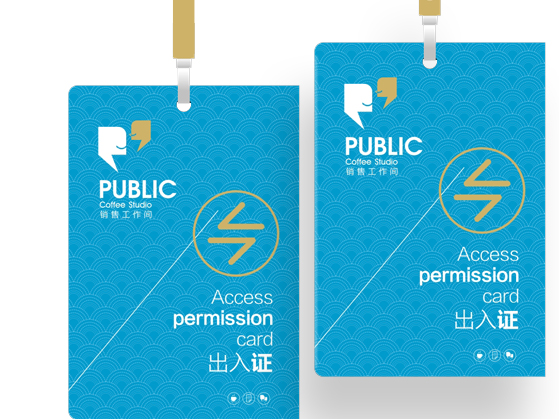 PUBLIC
Coffee Studio
销售工作间
Access
permission
card
出入证
PUBLIC
Coffee Studio
销售工作间
Access
permission
card
出入证